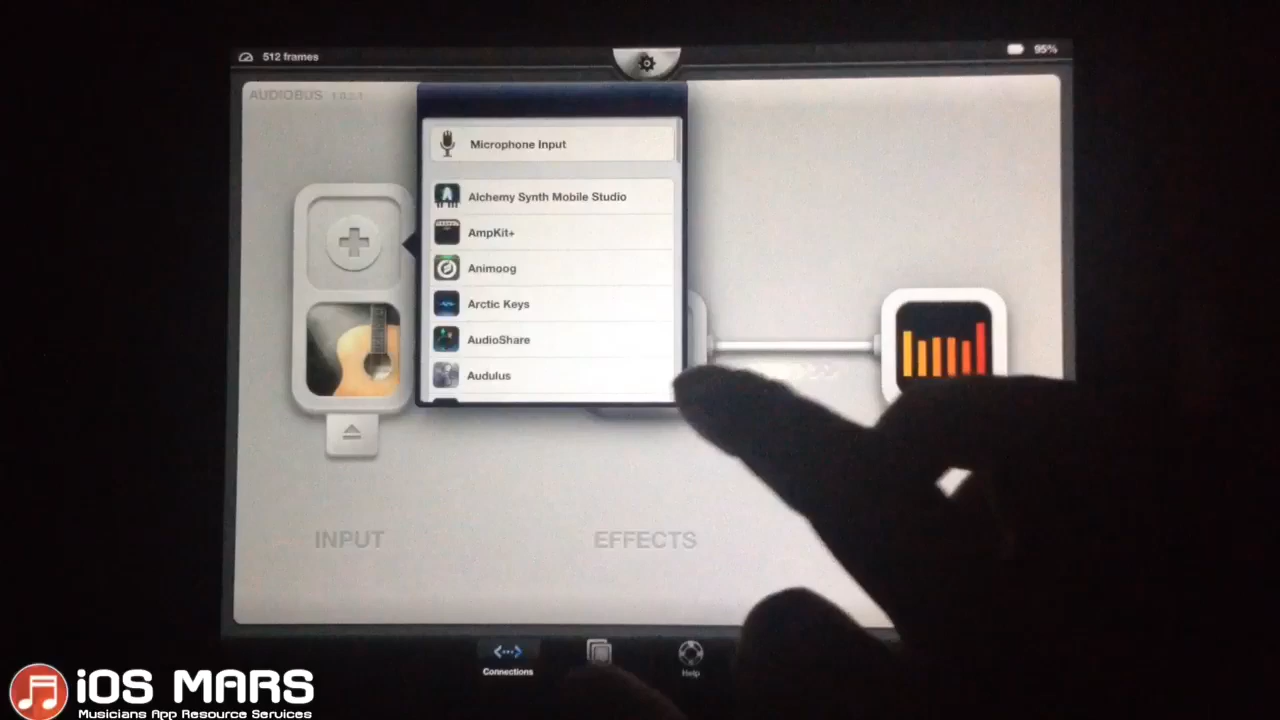 512 frames
95%
AUDIOBUS
Microphone Input
Alchemy Synth Mobile Studio
AmpKit+
Animoog
Arctic Keys
AudioShare
Audulus
INPUT
EFFECTS
Connections
Help
iOS MARS
Musicians App Resource Services